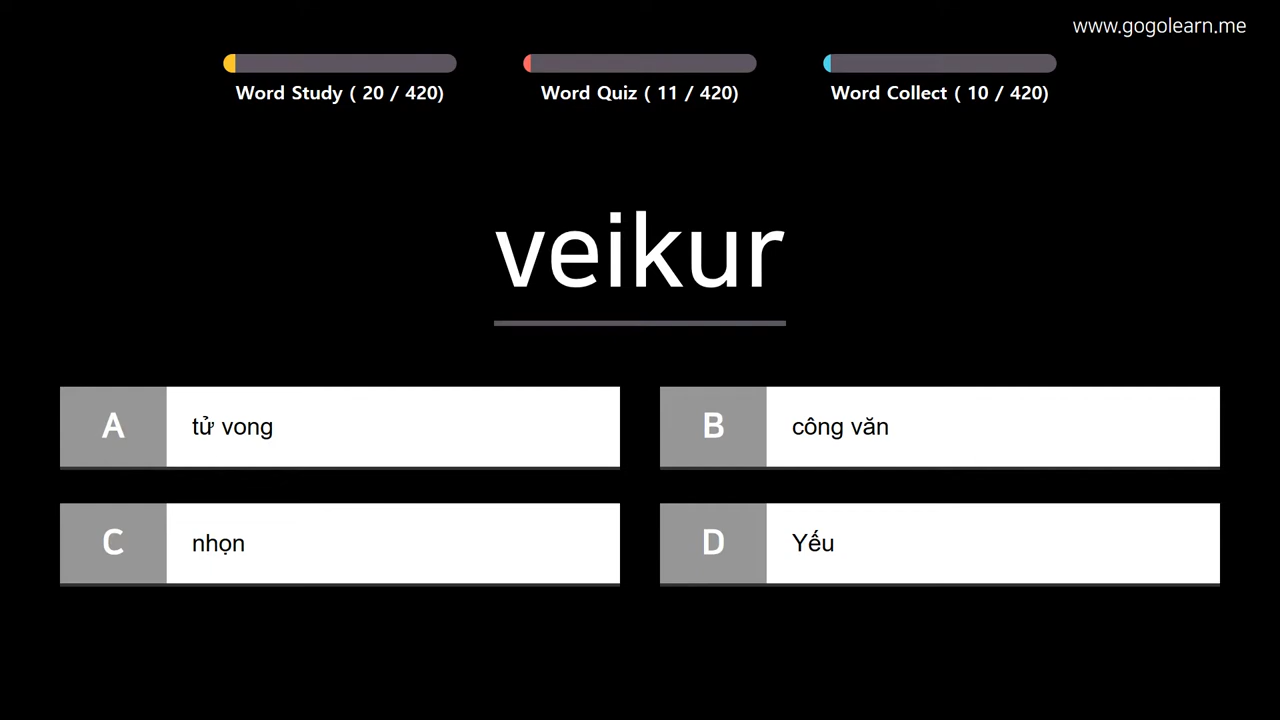 www.gogolearn.me
Word Study ( 20 / 420)
Word Quiz ( 11 / 420)
Word Collect ( 10 / 420)
veikur
A tử vong
B công văn
C nhọn
D Yếu